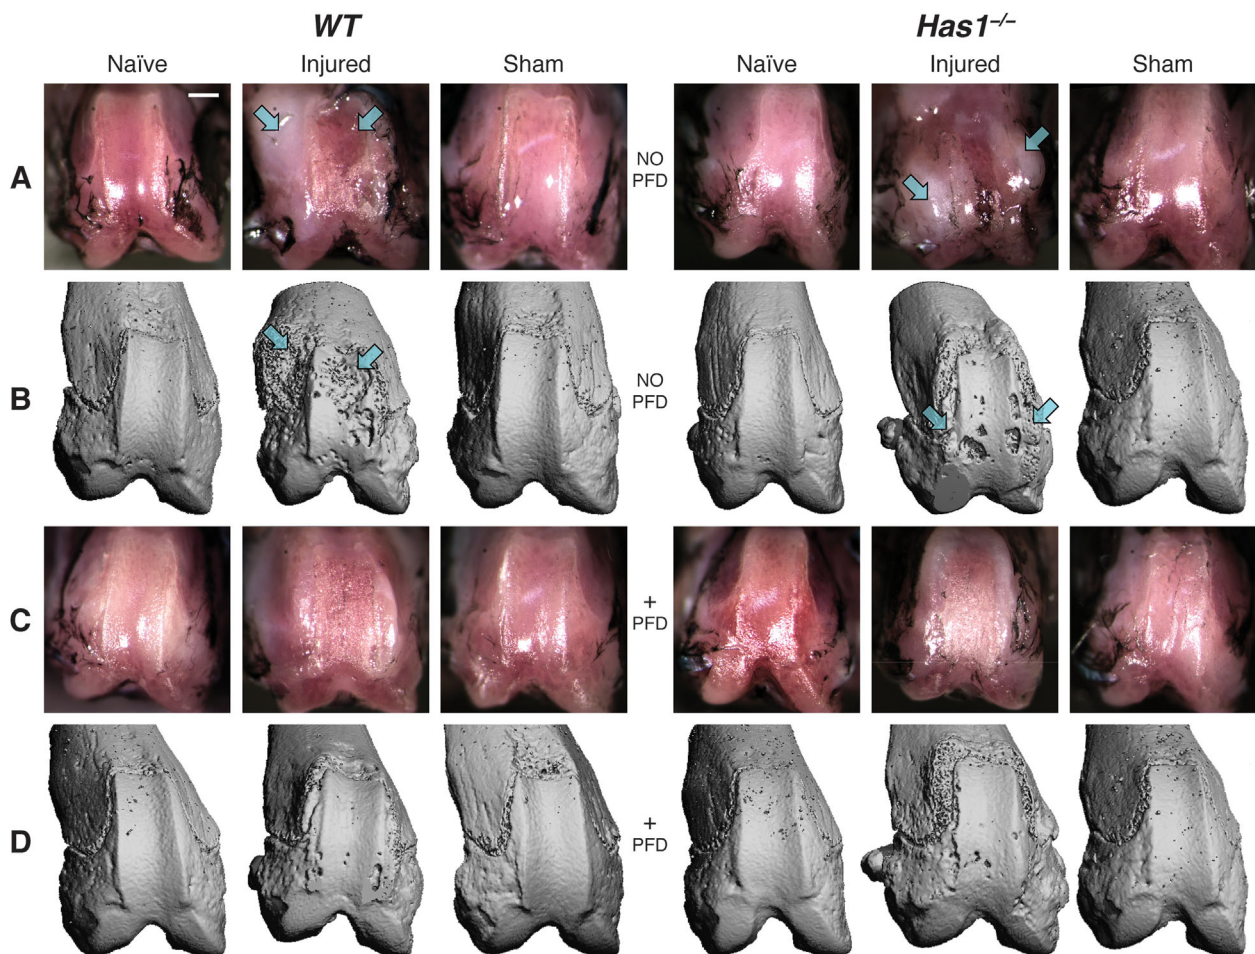 WT Has1–/–
Naïve Injured Sham Naïve Injured Sham
A NO PFD
B NO PFD
C + PFD
D + PFD